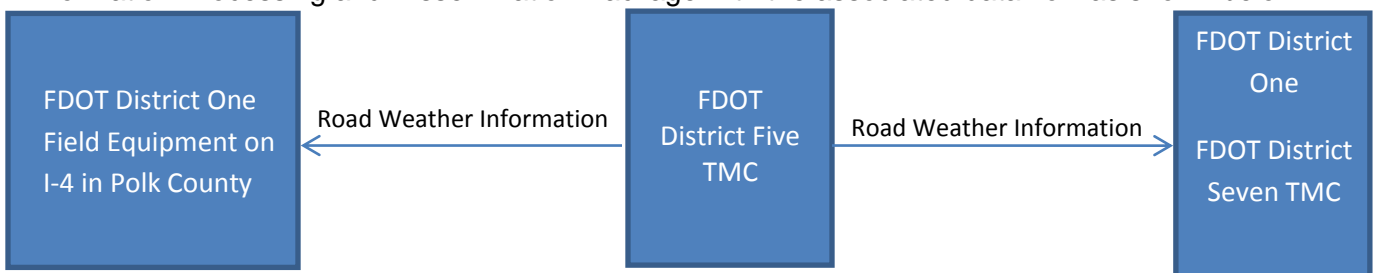 FDOT District One
Field Equipment on
I-4 in Polk County
Road Weather Information
FDOT
District Five
TMC
Road Weather Information
FDOT District
One
FDOT District
Seven TMC